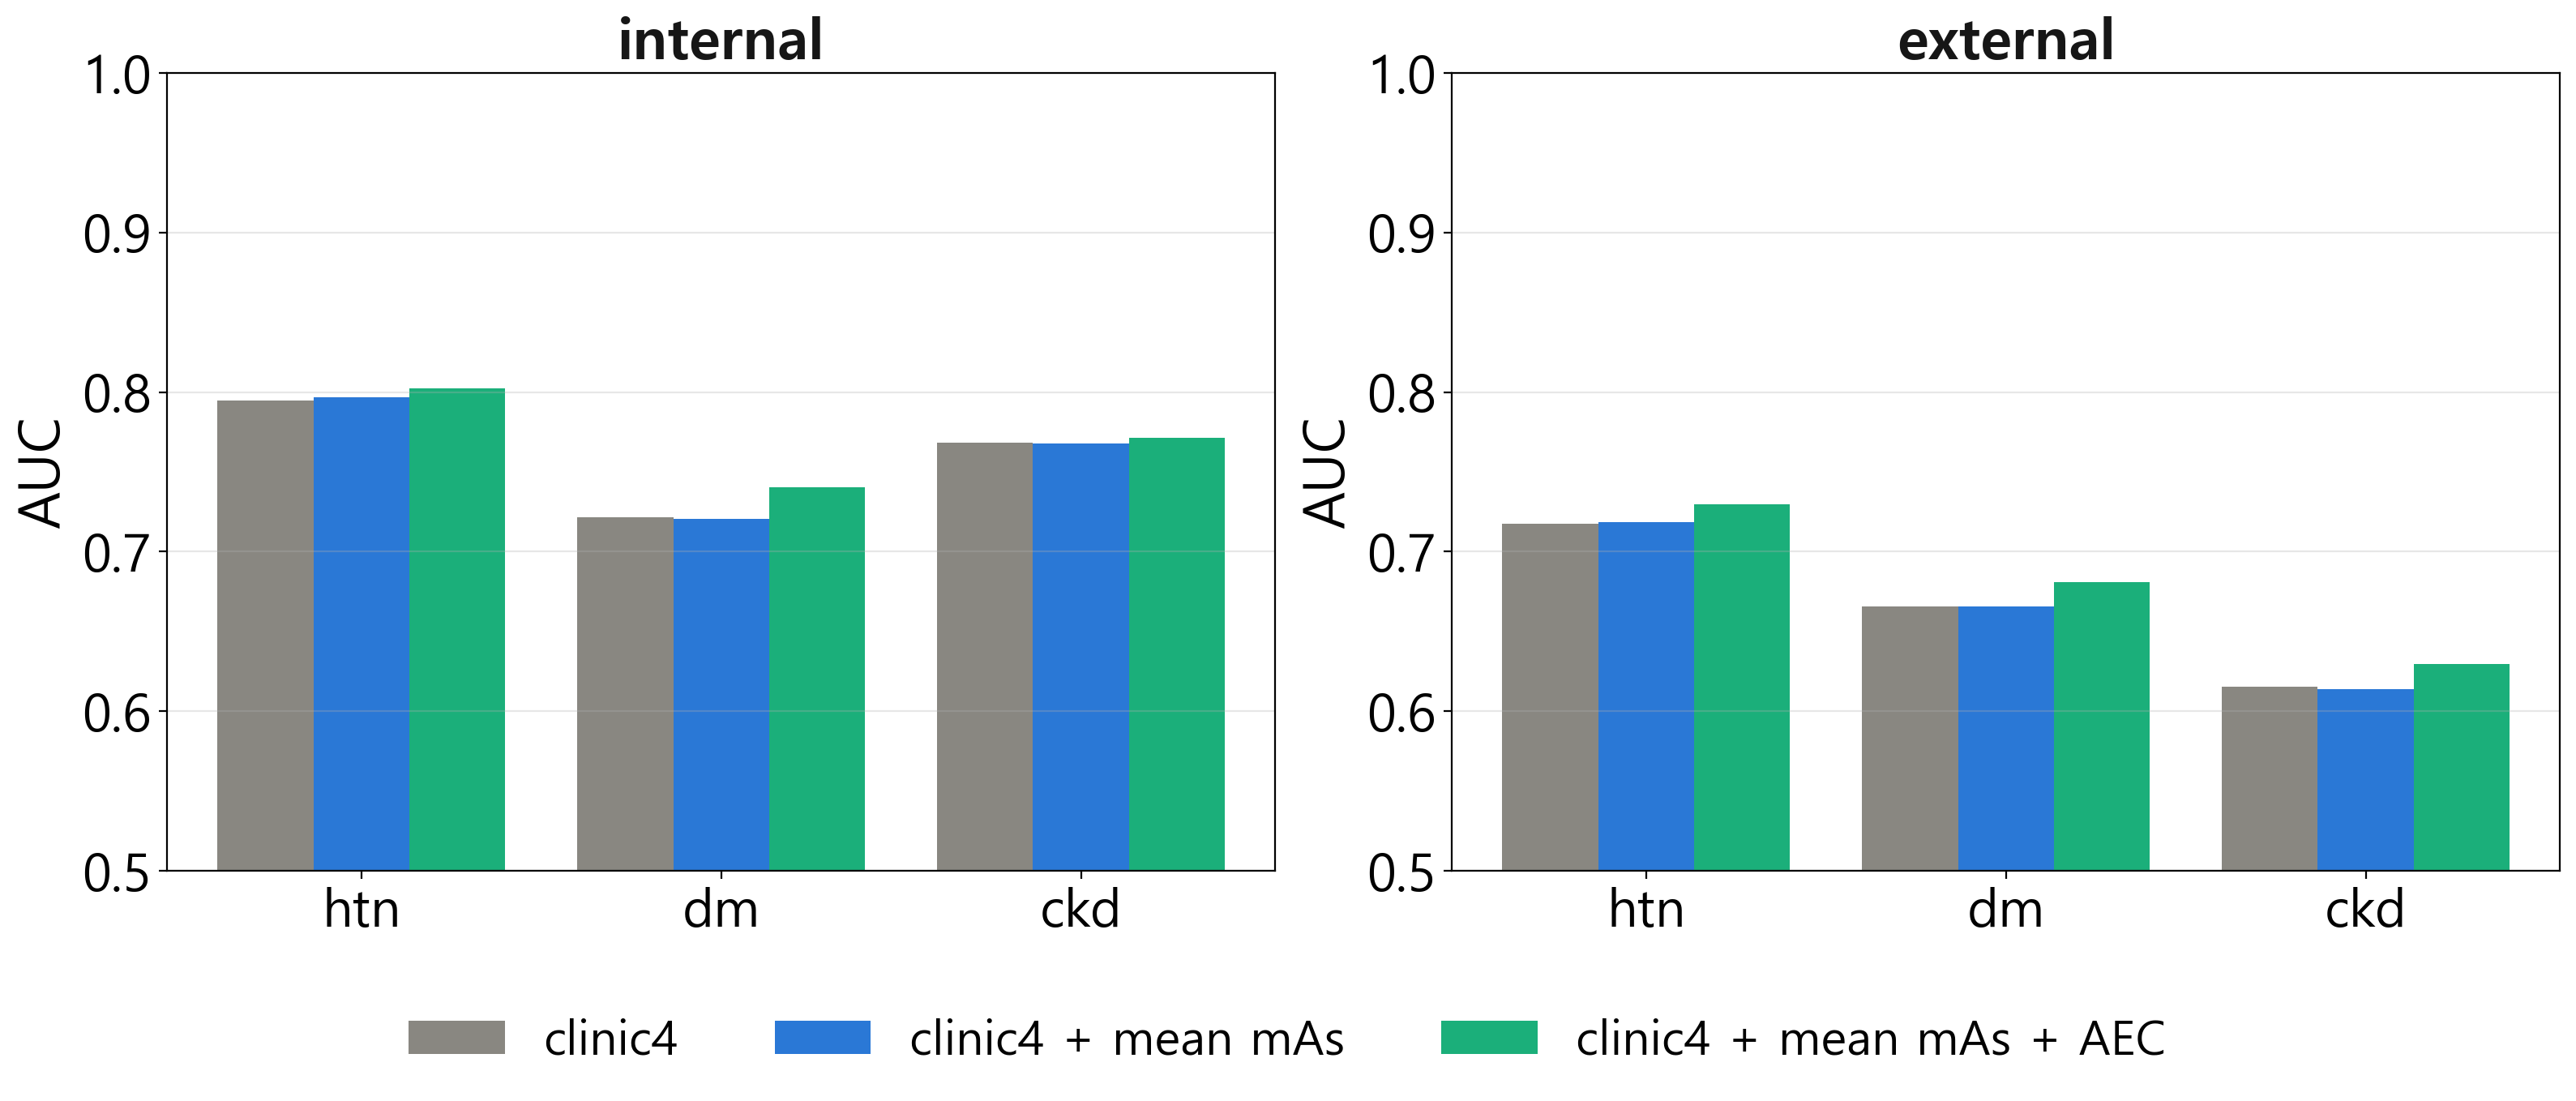 internal
1.0
0.9
0.8
0.7
0.6
0.5
AUC
htn dm ckd
external
1.0
0.9
0.8
0.7
0.6
0.5
AUC
htn dm ckd
clinic4 clinic4 + mean mAs clinic4 + mean mAs + AEC